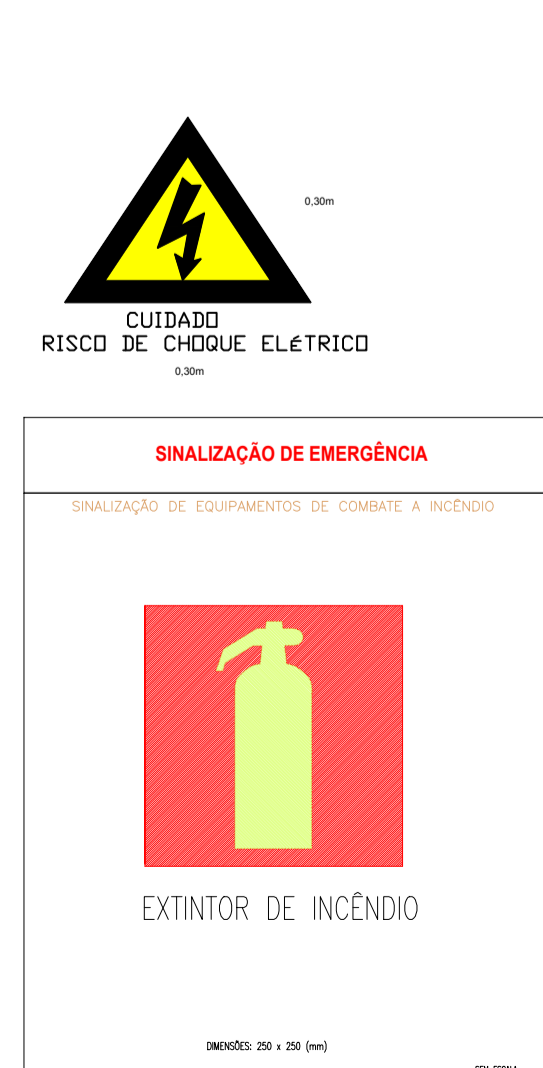 0,30m
CUIDADO
RISCO DE CHOQUE ELÉTRICO
0,30m
SINALIZAÇÃO DE EMERGÊNCIA
SINALIZAÇÃO DE EQUIPAMENTOS DE COMBATE A INCÊNDIO
EXTINTOR DE INCÊNDIO
DIMENSÕES: 250 x 250 (mm)